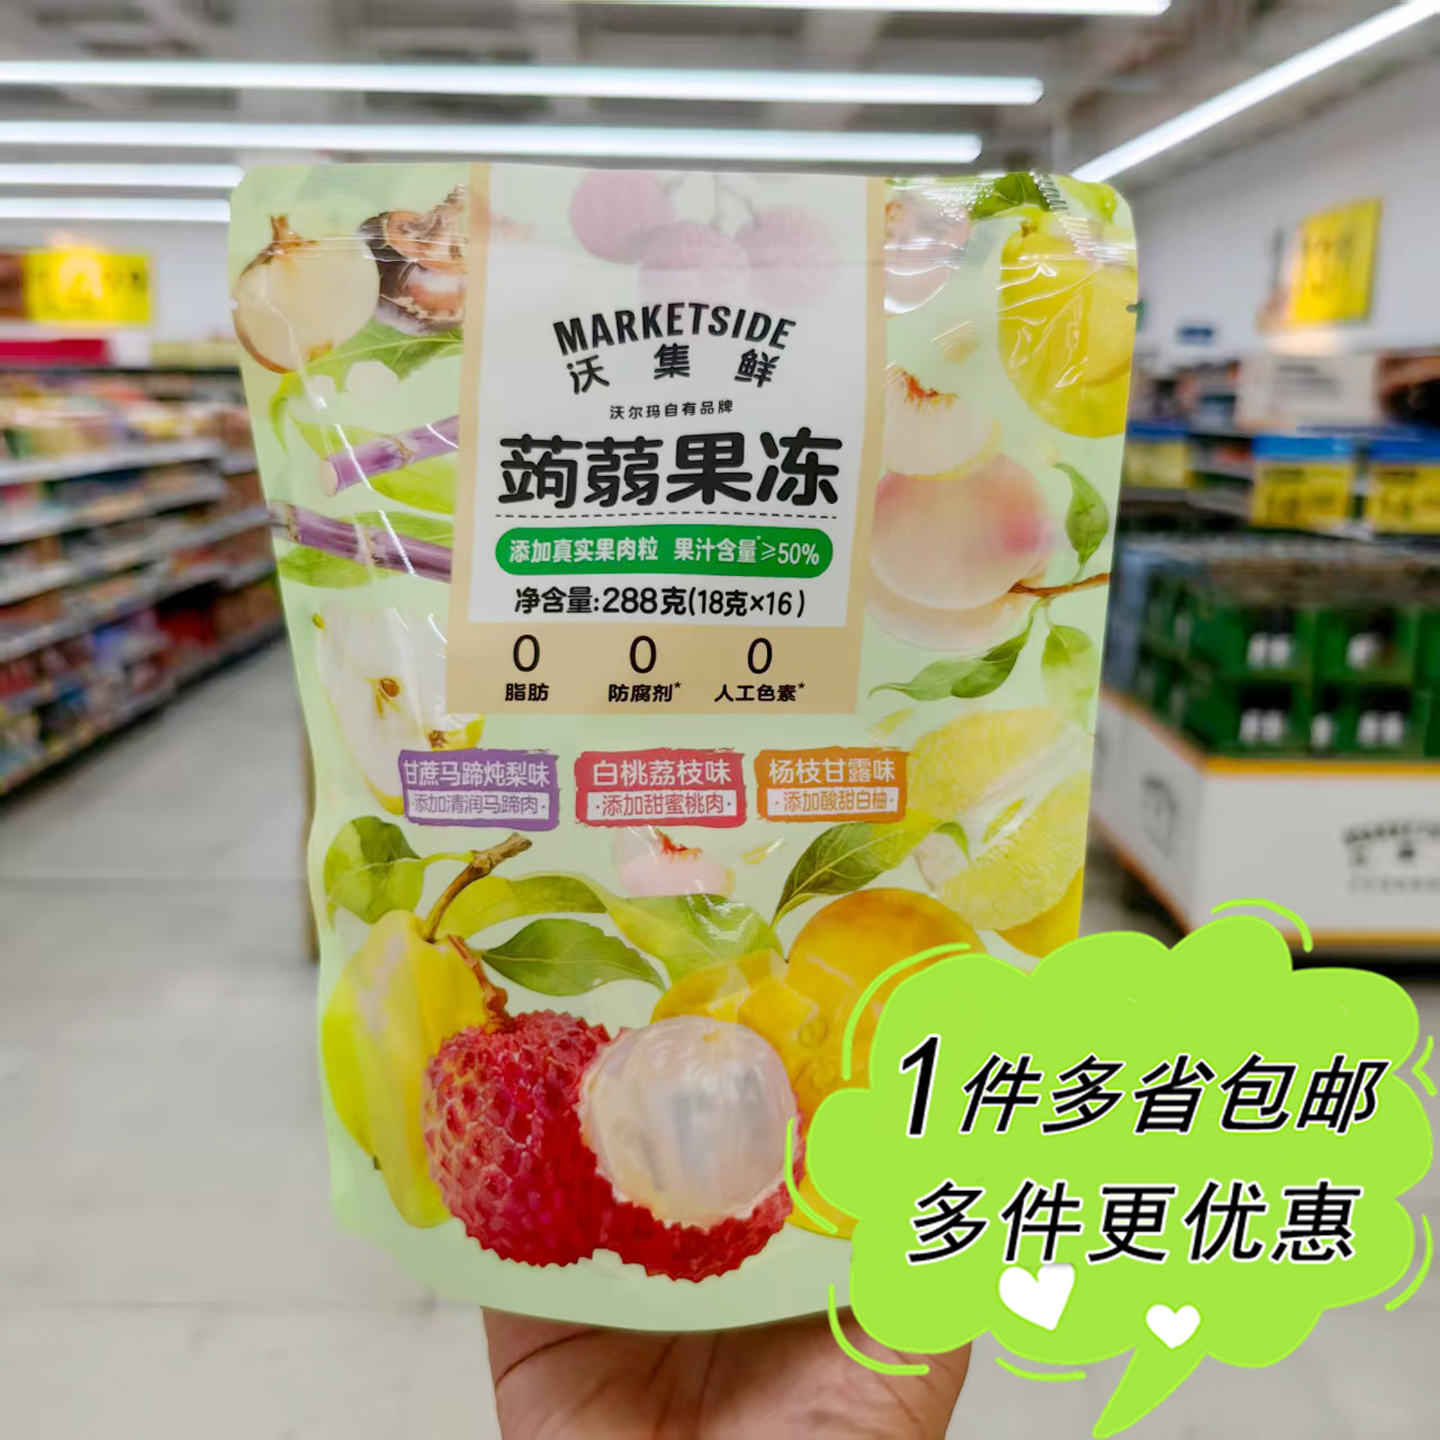 MARKETSIDE
沃集鲜
沃尔玛自有品牌
蒟蒻果冻
添加真实果肉粒 果汁含量*≥50%
净含量:288克(18克×16)
0 0 0
脂肪 防腐剂* 人工色素*
甘蔗马蹄炖梨味 白桃荔枝味 杨枝甘露味
·添加清润马蹄肉· ·添加甜蜜桃肉· ·添加酸甜白柚·
1件多省包邮
多件更优惠